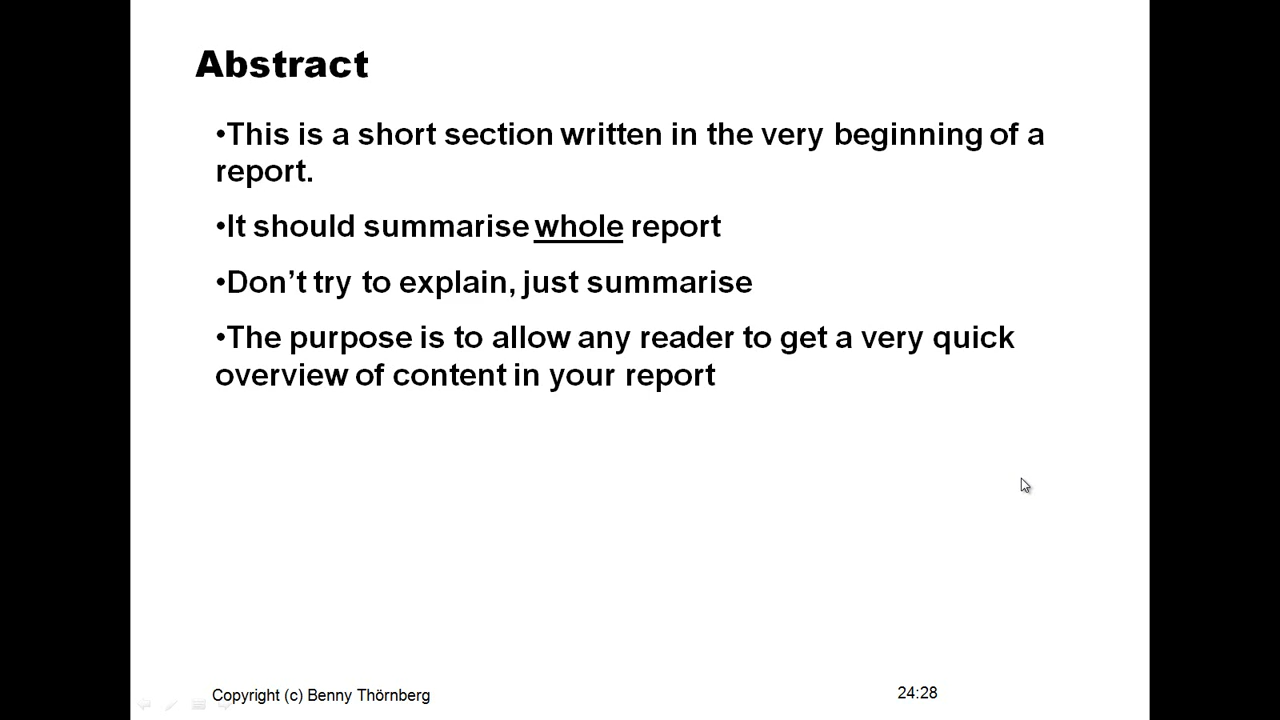 Abstract
•This is a short section written in the very beginning of a
report.
•It should summarise whole report
•Don’t try to explain, just summarise
•The purpose is to allow any reader to get a very quick
overview of content in your report
Copyright (c) Benny Thörnberg
24:28